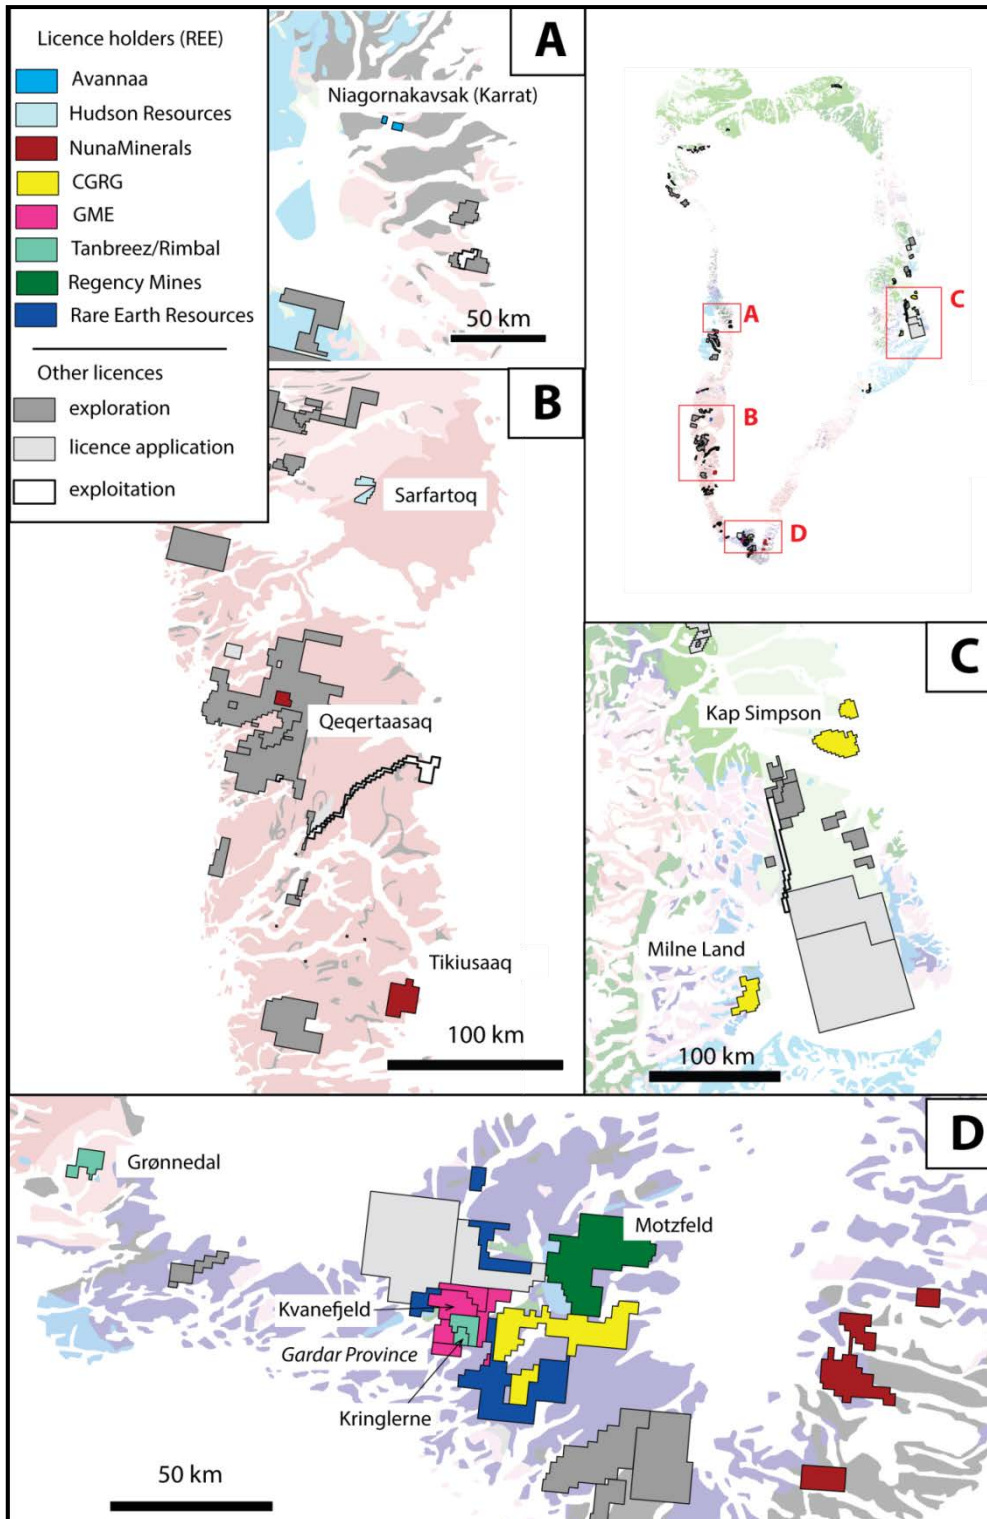 Licence holders (REE)
Avannaa
Hudson Resources
NunaMinerals
CGRG
GME
Tanbreez/Rimbal
Regency Mines
Rare Earth Resources
Other licences
exploration
licence application
exploitation
A
Niagornakavsak (Karrat)
50 km
A
B
C
D
B
Sarfartoq
Qeqertaasaq
Tikiusaaq
100 km
C
Kap Simpson
Milne Land
100 km
D
Grønnedal
Motzfeld
Kvanefjeld
Gardar Province
Kringlerne
50 km